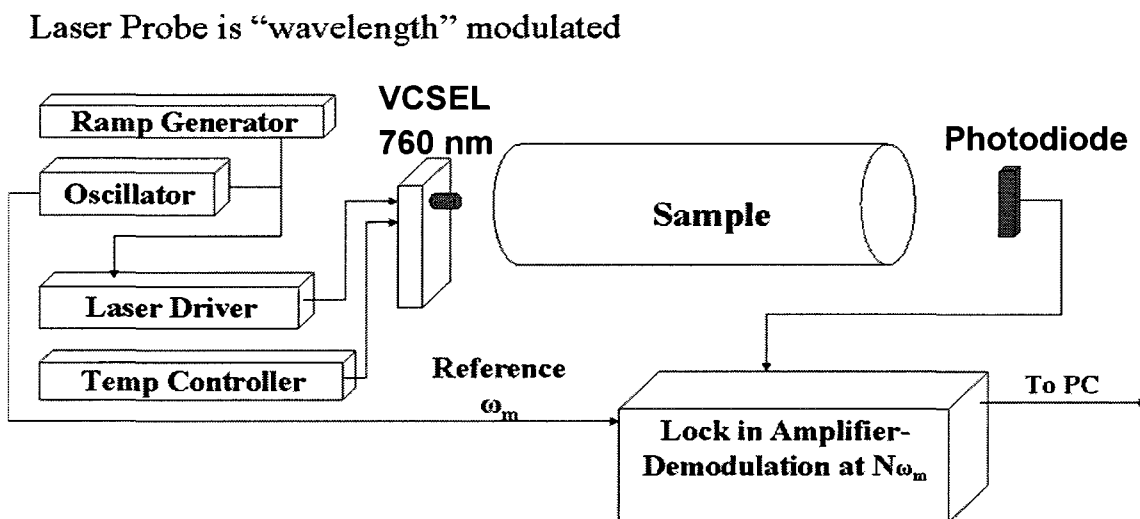 Laser Probe is “wavelength” modulated
Ramp Generator
Oscillator
Laser Driver
Temp Controller
VCSEL
760 nm
Sample
Photodiode
Reference
ωm
Lock in Amplifier-
Demodulation at Nωm
To PC